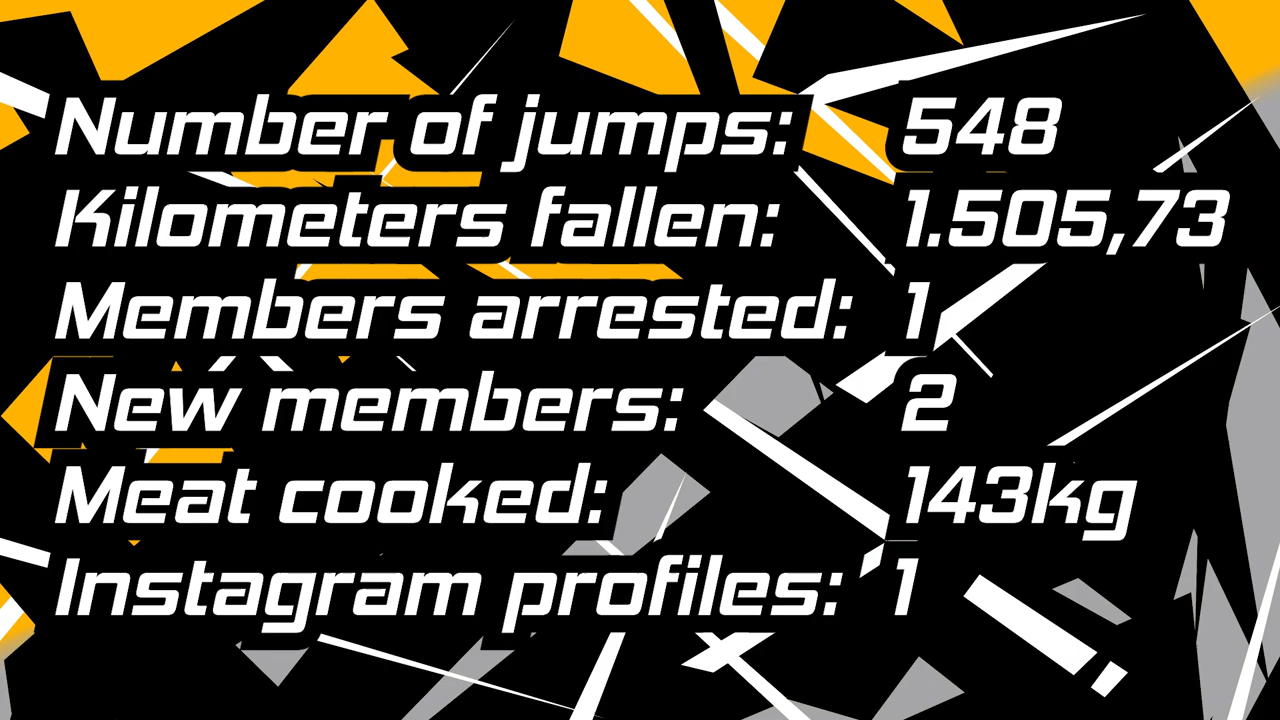 Number of jumps: 548
Kilometers fallen: 1.505,73
Members arrested: 1
New members: 2
Meat cooked: 143kg
Instagram profiles: 1